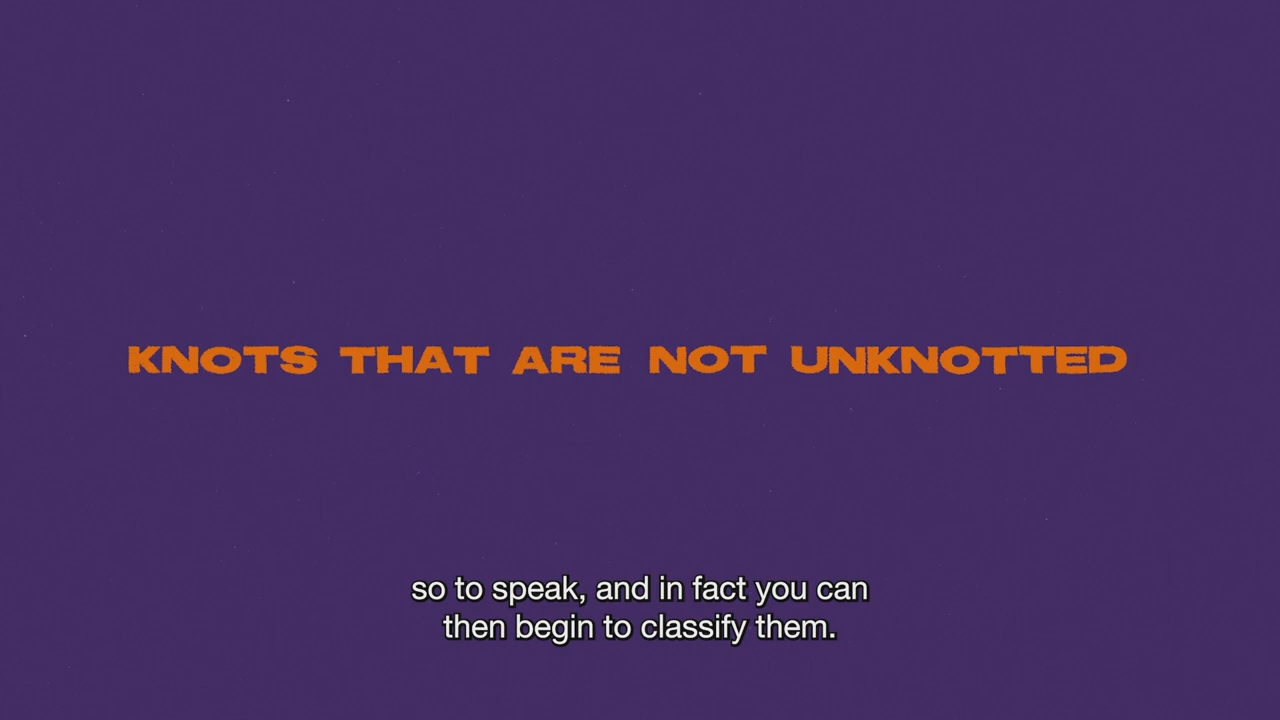 KNOTS THAT ARE NOT UNKNOTTED
so to speak, and in fact you can
then begin to classify them.